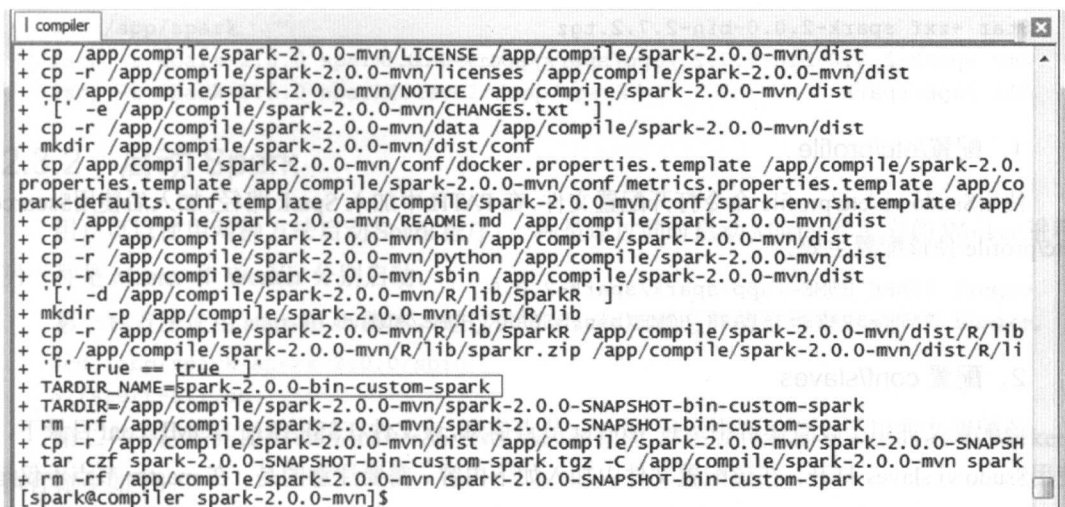 compiler
+ cp /app/compile/spark-2.0.0-mvn/LICENSE /app/compile/spark-2.0.0-mvn/dist
+ cp -r /app/compile/spark-2.0.0-mvn/licenses /app/compile/spark-2.0.0-mvn/dist
+ cp /app/compile/spark-2.0.0-mvn/NOTICE /app/compile/spark-2.0.0-mvn/dist
+ '[' -e /app/compile/spark-2.0.0-mvn/CHANGES.txt ']'
+ cp -r /app/compile/spark-2.0.0-mvn/data /app/compile/spark-2.0.0-mvn/dist
+ mkdir /app/compile/spark-2.0.0-mvn/dist/conf
+ cp /app/compile/spark-2.0.0-mvn/conf/docker.properties.template /app/compile/spark-2.0.
properties.template /app/compile/spark-2.0.0-mvn/conf/metrics.properties.template /app/co
park-defaults.conf.template /app/compile/spark-2.0.0-mvn/conf/spark-env.sh.template /app/
+ cp /app/compile/spark-2.0.0-mvn/README.md /app/compile/spark-2.0.0-mvn/dist
+ cp -r /app/compile/spark-2.0.0-mvn/bin /app/compile/spark-2.0.0-mvn/dist
+ cp -r /app/compile/spark-2.0.0-mvn/python /app/compile/spark-2.0.0-mvn/dist
+ cp -r /app/compile/spark-2.0.0-mvn/sbin /app/compile/spark-2.0.0-mvn/dist
+ '[' -d /app/compile/spark-2.0.0-mvn/R/lib/SparkR ']'
+ mkdir -p /app/compile/spark-2.0.0-mvn/dist/R/lib
+ cp -r /app/compile/spark-2.0.0-mvn/R/lib/SparkR /app/compile/spark-2.0.0-mvn/dist/R/lib
+ cp /app/compile/spark-2.0.0-mvn/R/lib/sparkr.zip /app/compile/spark-2.0.0-mvn/dist/R/li
+ '[' true == true ']'
+ TARDIR_NAME=spark-2.0.0-bin-custom-spark
+ TARDIR=/app/compile/spark-2.0.0-mvn/spark-2.0.0-SNAPSHOT-bin-custom-spark
+ rm -rf /app/compile/spark-2.0.0-mvn/spark-2.0.0-SNAPSHOT-bin-custom-spark
+ cp -r /app/compile/spark-2.0.0-mvn/dist /app/compile/spark-2.0.0-mvn/spark-2.0.0-SNAPSH
+ tar czf spark-2.0.0-SNAPSHOT-bin-custom-spark.tgz -C /app/compile/spark-2.0.0-mvn spark
+ rm -rf /app/compile/spark-2.0.0-mvn/spark-2.0.0-SNAPSHOT-bin-custom-spark
[spark@compiler spark-2.0.0-mvn]$